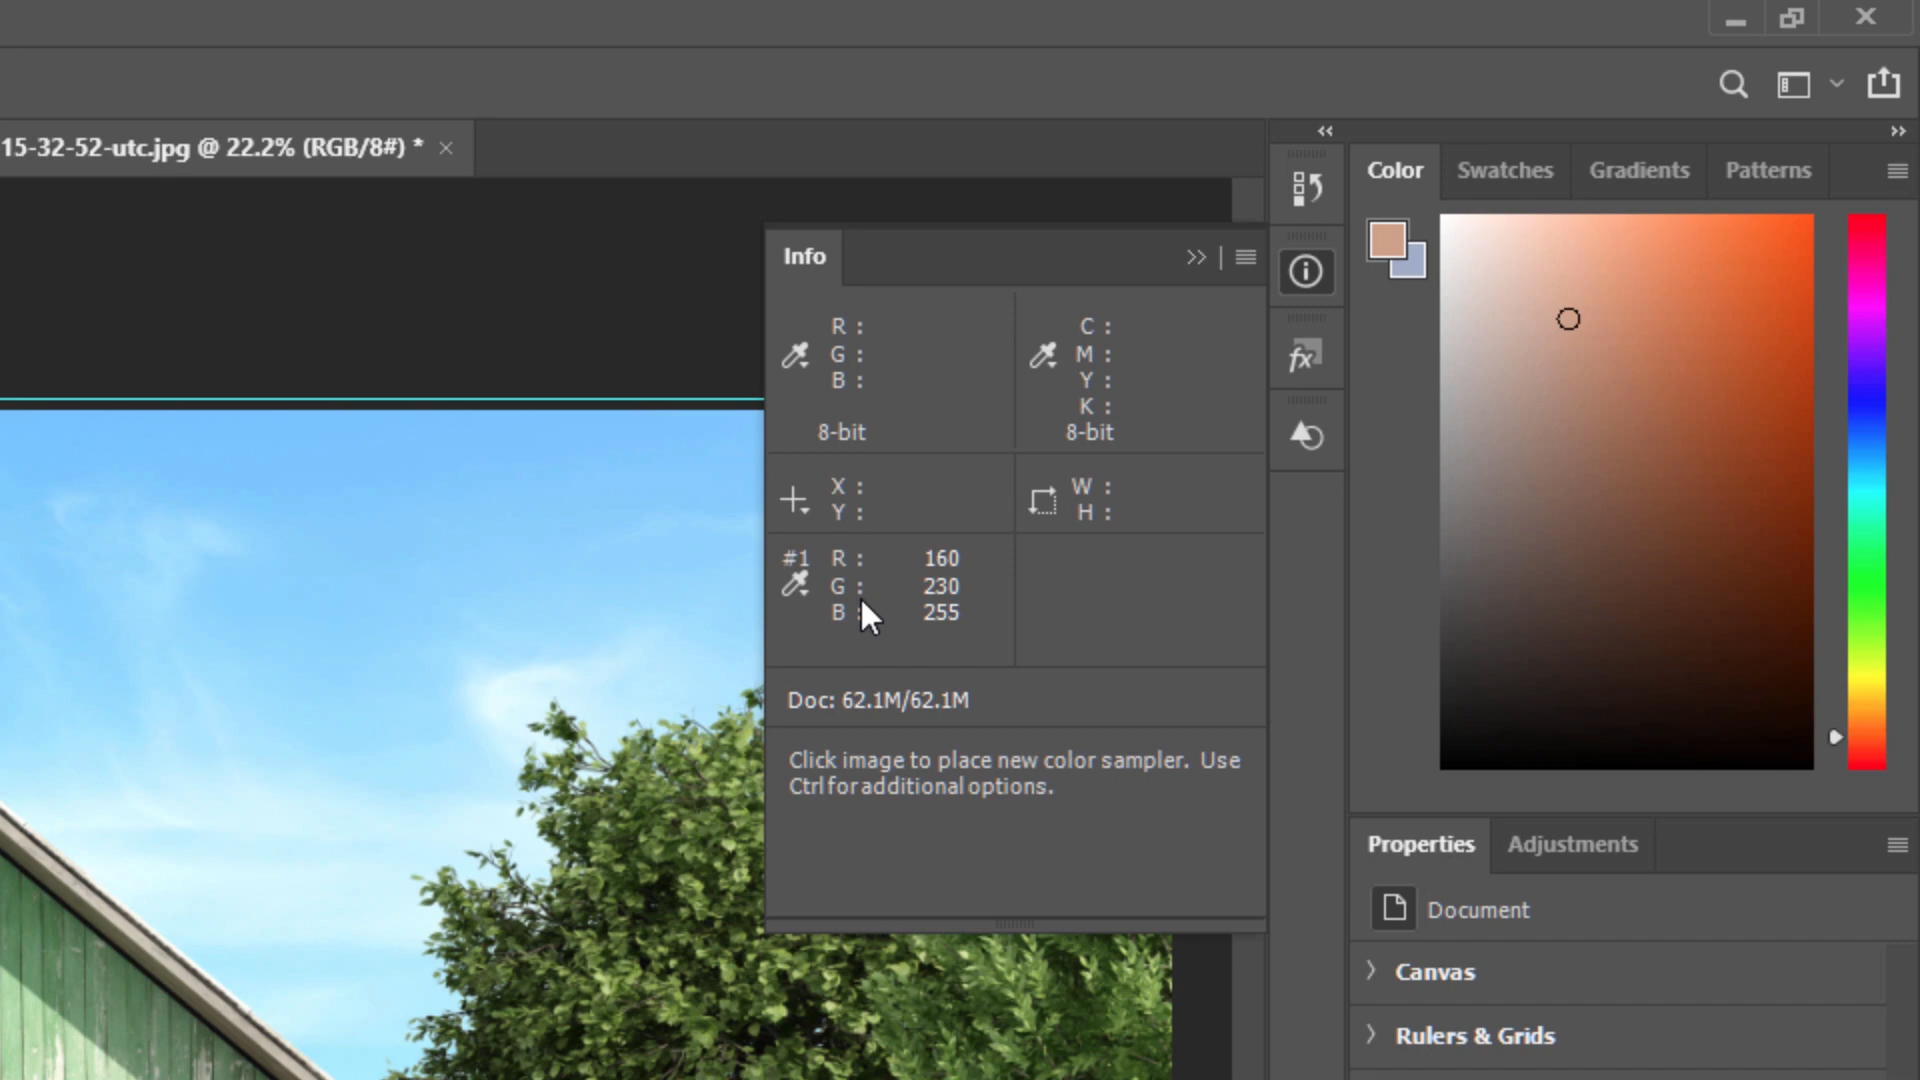 15-32-52-utc.jpg @ 22.2% (RGB/8#) *
Color Swatches Gradients Patterns
Info
R :
G :
B :
8-bit
C :
M :
Y :
K :
8-bit
X :
Y :
W :
H :
#1 R : 160
G : 230
B : 255
Doc: 62.1M/62.1M
Click image to place new color sampler. Use
Ctrl for additional options.
fx
Properties Adjustments
Document
Canvas
Rulers & Grids